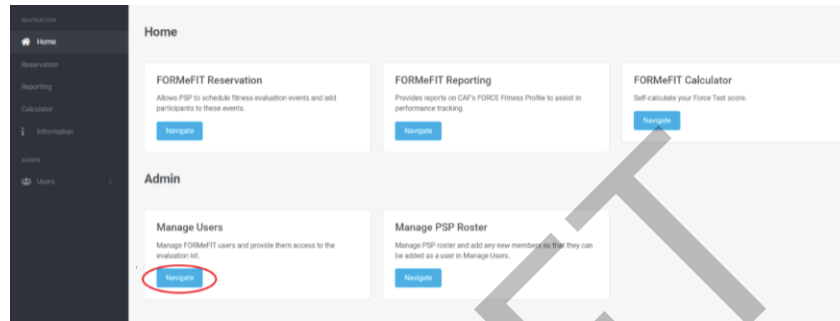 NAVIGATION
Home
Reservation
Reporting
Calculator
Information
ADMIN
Users
Home
FORMeFIT Reservation
Allows PSP to schedule fitness evaluation events and add
participants to these events.
Navigate
FORMeFIT Reporting
Provides reports on CAF's FORCE Fitness Profile to assist in
performance tracking.
Navigate
FORMeFIT Calculator
Self-calculate your Force Test score.
Navigate
Admin
Manage Users
Manage FORMeFIT users and provide them access to the
evaluation kit.
Navigate
Manage PSP Roster
Manage PSP roster and add any new members so that they can
be added as a user in Manage Users.
Navigate